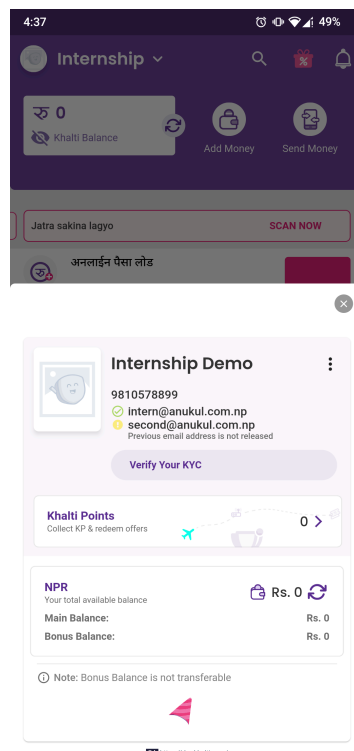 4:37
49%
Internship
रु 0
Khalti Balance
Add Money
Send Money
Jatra sakina lagyo
SCAN NOW
अनलाईन पैसा लोड
रु
Internship Demo
9810578899
intern@anukul.com.np
second@anukul.com.np
Previous email address is not released
Verify Your KYC
Khalti Points
Collect KP & redeem offers
0
NPR
Your total available balance
Rs. 0
Main Balance:
Rs. 0
Bonus Balance:
Rs. 0
Note: Bonus Balance is not transferable